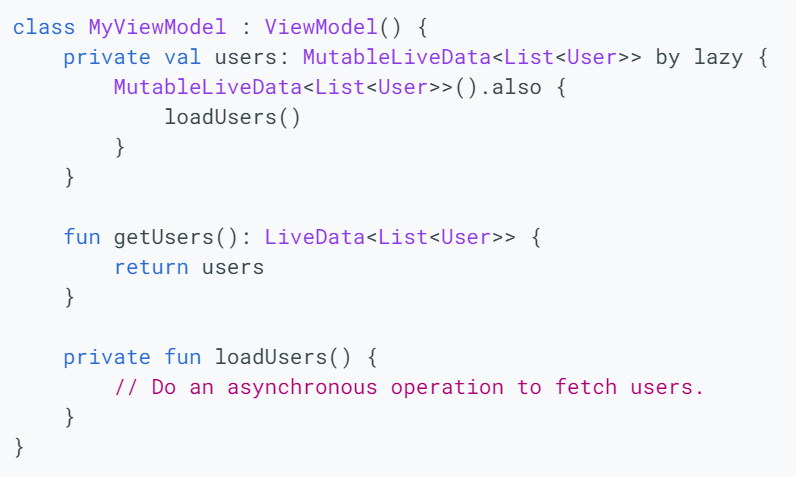 class MyViewModel : ViewModel() {
    private val users: MutableLiveData<List<User>> by lazy {
        MutableLiveData<List<User>>().also {
            loadUsers()
        }
    }

    fun getUsers(): LiveData<List<User>> {
        return users
    }

    private fun loadUsers() {
        // Do an asynchronous operation to fetch users.
    }
}